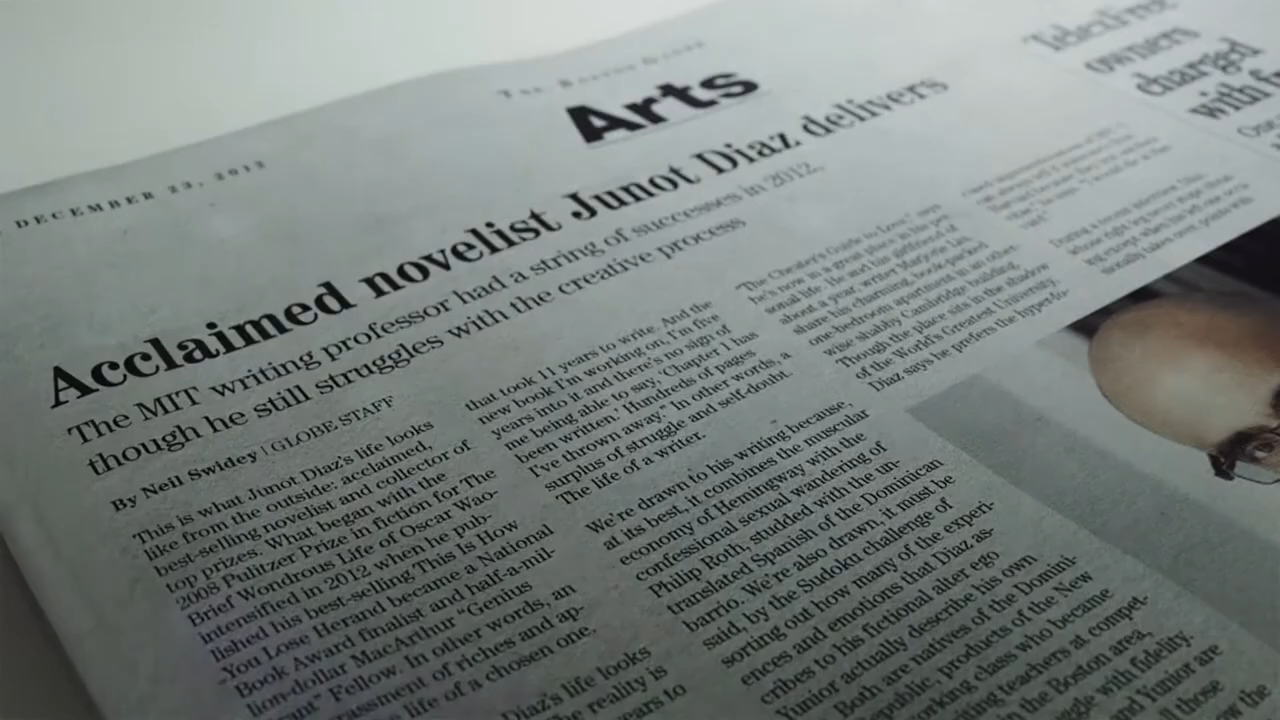 DECEMBER 23, 2012
The Boston Globe
Arts
Acclaimed novelist Junot Diaz delivers
The MIT writing professor had a string of successes in 2012,
though he still struggles with the creative process
By Neil Swidey | GLOBE STAFF
This is what Junot Diaz's life looks
like from the outside: acclaimed,
best-selling novelist and collector of
top prizes. What began with the
2008 Pulitzer Prize in fiction for The
Brief Wondrous Life of Oscar Wao-
intensified in 2012 when he pub-
lished his best-selling This Is How
You Lose Herand became a National
Book Award finalist and half-a-mil-
lion-dollar MacArthur "Genius
Fellow. In other words, an
of riches and ap-
life of a chosen one.
Diaz's life looks
reality is
years to
that took 11 years to write. And the
new book I'm working on, I'm five
years into it and there's no sign of
me being able to say, 'Chapter 1 has
been written.' Hundreds of pages
I've thrown away." In other words, a
surplus of struggle and self-doubt.
The life of a writer.
We're drawn to his writing because,
at its best, it combines the muscular
economy of Hemingway with the
confessional sexual wandering of
Philip Roth, studded with the un-
translated Spanish of the Dominican
barrio. We're also drawn, it must be
said, by the Sudoku challenge of
sorting out how many of the experi-
ences and emotions that Diaz as-
cribes to his fictional alter ego
Yunior actually describe his own
Both are natives of the Domini-
Republic, products of the New
working class who became
teachers at compet-
in the Boston area,
with fidelity.
and Yunior are
all those
the
"The Cheater's Guide to Love," says
he's now in a great place in his per-
sonal life. He and his girlfriend of
about a year, writer Marjorie Liu,
share his charming, book-packed
one-bedroom apartment in an other-
wise shabby Cambridge building.
Though the place sits in the shadow
of the World's Greatest University,
Diaz says he prefers the hyper-fo-
owners
charged